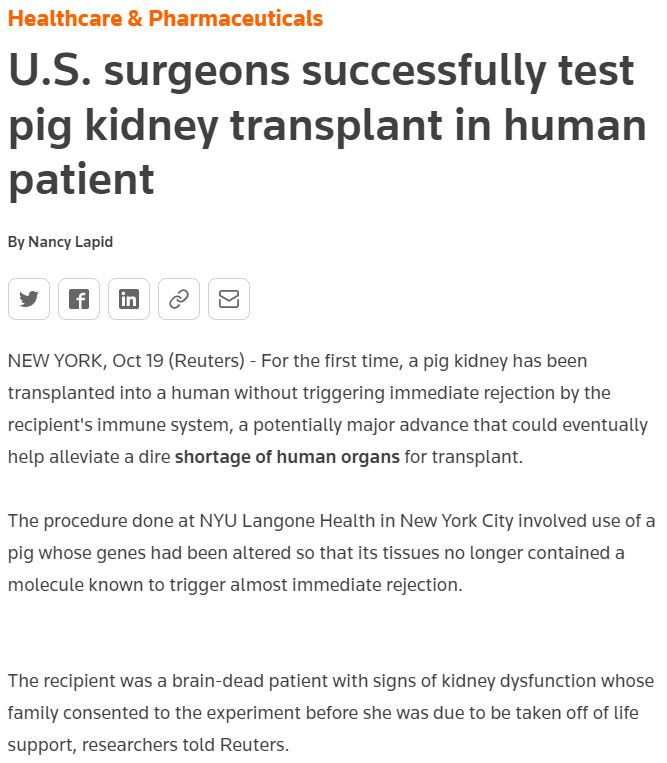 Healthcare & Pharmaceuticals
U.S. surgeons successfully test
pig kidney transplant in human
patient
By Nancy Lapid
NEW YORK, Oct 19 (Reuters) - For the first time, a pig kidney has been
transplanted into a human without triggering immediate rejection by the
recipient's immune system, a potentially major advance that could eventually
help alleviate a dire shortage of human organs for transplant.
The procedure done at NYU Langone Health in New York City involved use of a
pig whose genes had been altered so that its tissues no longer contained a
molecule known to trigger almost immediate rejection.
The recipient was a brain-dead patient with signs of kidney dysfunction whose
family consented to the experiment before she was due to be taken off of life
support, researchers told Reuters.